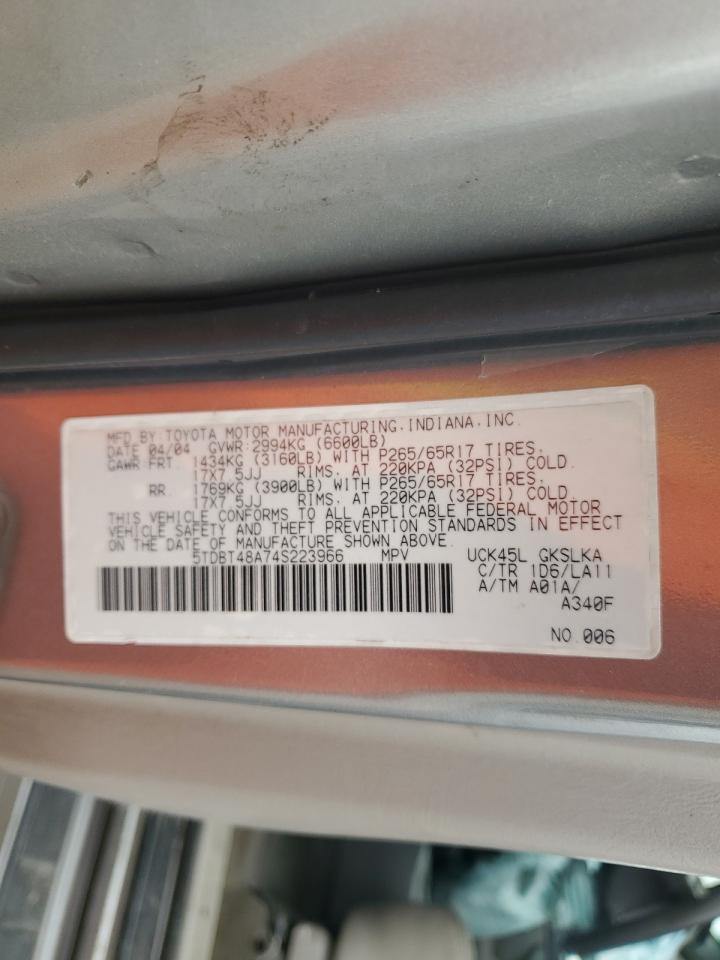 MFD.BY:TOYOTA MOTOR MANUFACTURING,INDIANA,INC.
DATE 04/04 GVWR:2994KG (6600LB)
GAWR:FRT. 1434KG (3160LB) WITH P265/65R17 TIRES,
17X7 5JJ RIMS, AT 220KPA (32PSI) COLD.
RR. 1769KG (3900LB) WITH P265/65R17 TIRES,
17X7 5JJ RIMS, AT 220KPA (32PSI) COLD.
THIS VEHICLE CONFORMS TO ALL APPLICABLE FEDERAL MOTOR
VEHICLE SAFETY AND THEFT PREVENTION STANDARDS IN EFFECT
ON THE DATE OF MANUFACTURE SHOWN ABOVE.
5TDBT48A74S223966 MPV UCK45L GKSLKA
C/TR 1D6/LA11
A/TM A01A/
A340F
NO.006